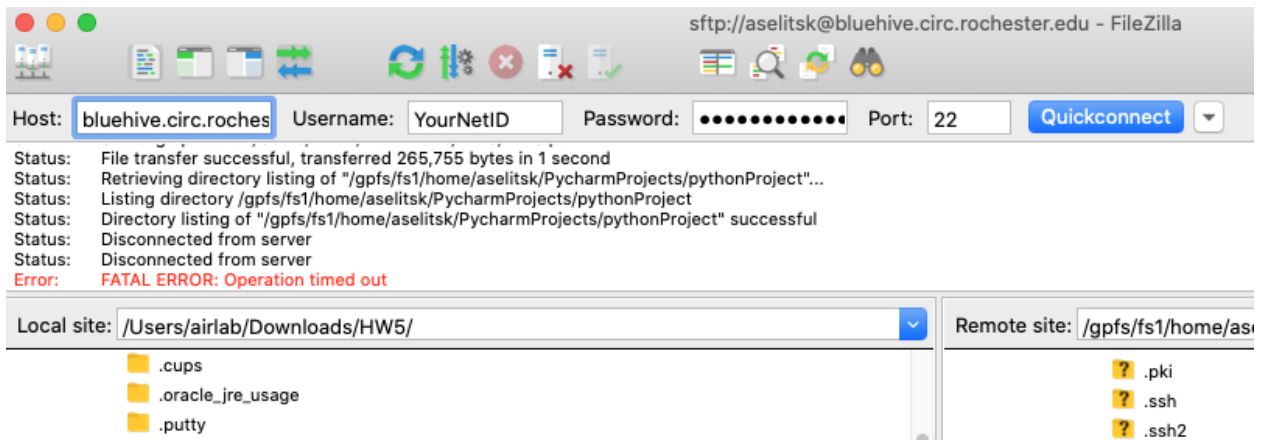 sftp://aselitsk@bluehive.circ.rochester.edu - FileZilla
Host: bluehive.circ.roches Username: YourNetID Password: ●●●●●●●●●●●● Port: 22 Quickconnect
Status: File transfer successful, transferred 265,755 bytes in 1 second
Status: Retrieving directory listing of "/gpfs/fs1/home/aselitsk/PycharmProjects/pythonProject"...
Status: Listing directory /gpfs/fs1/home/aselitsk/PycharmProjects/pythonProject
Status: Directory listing of "/gpfs/fs1/home/aselitsk/PycharmProjects/pythonProject" successful
Status: Disconnected from server
Status: Disconnected from server
Error: FATAL ERROR: Operation timed out
Local site: /Users/airlab/Downloads/HW5/ Remote site: /gpfs/fs1/home/ase
.cups
.oracle_jre_usage
.putty
.pki
.ssh
.ssh2